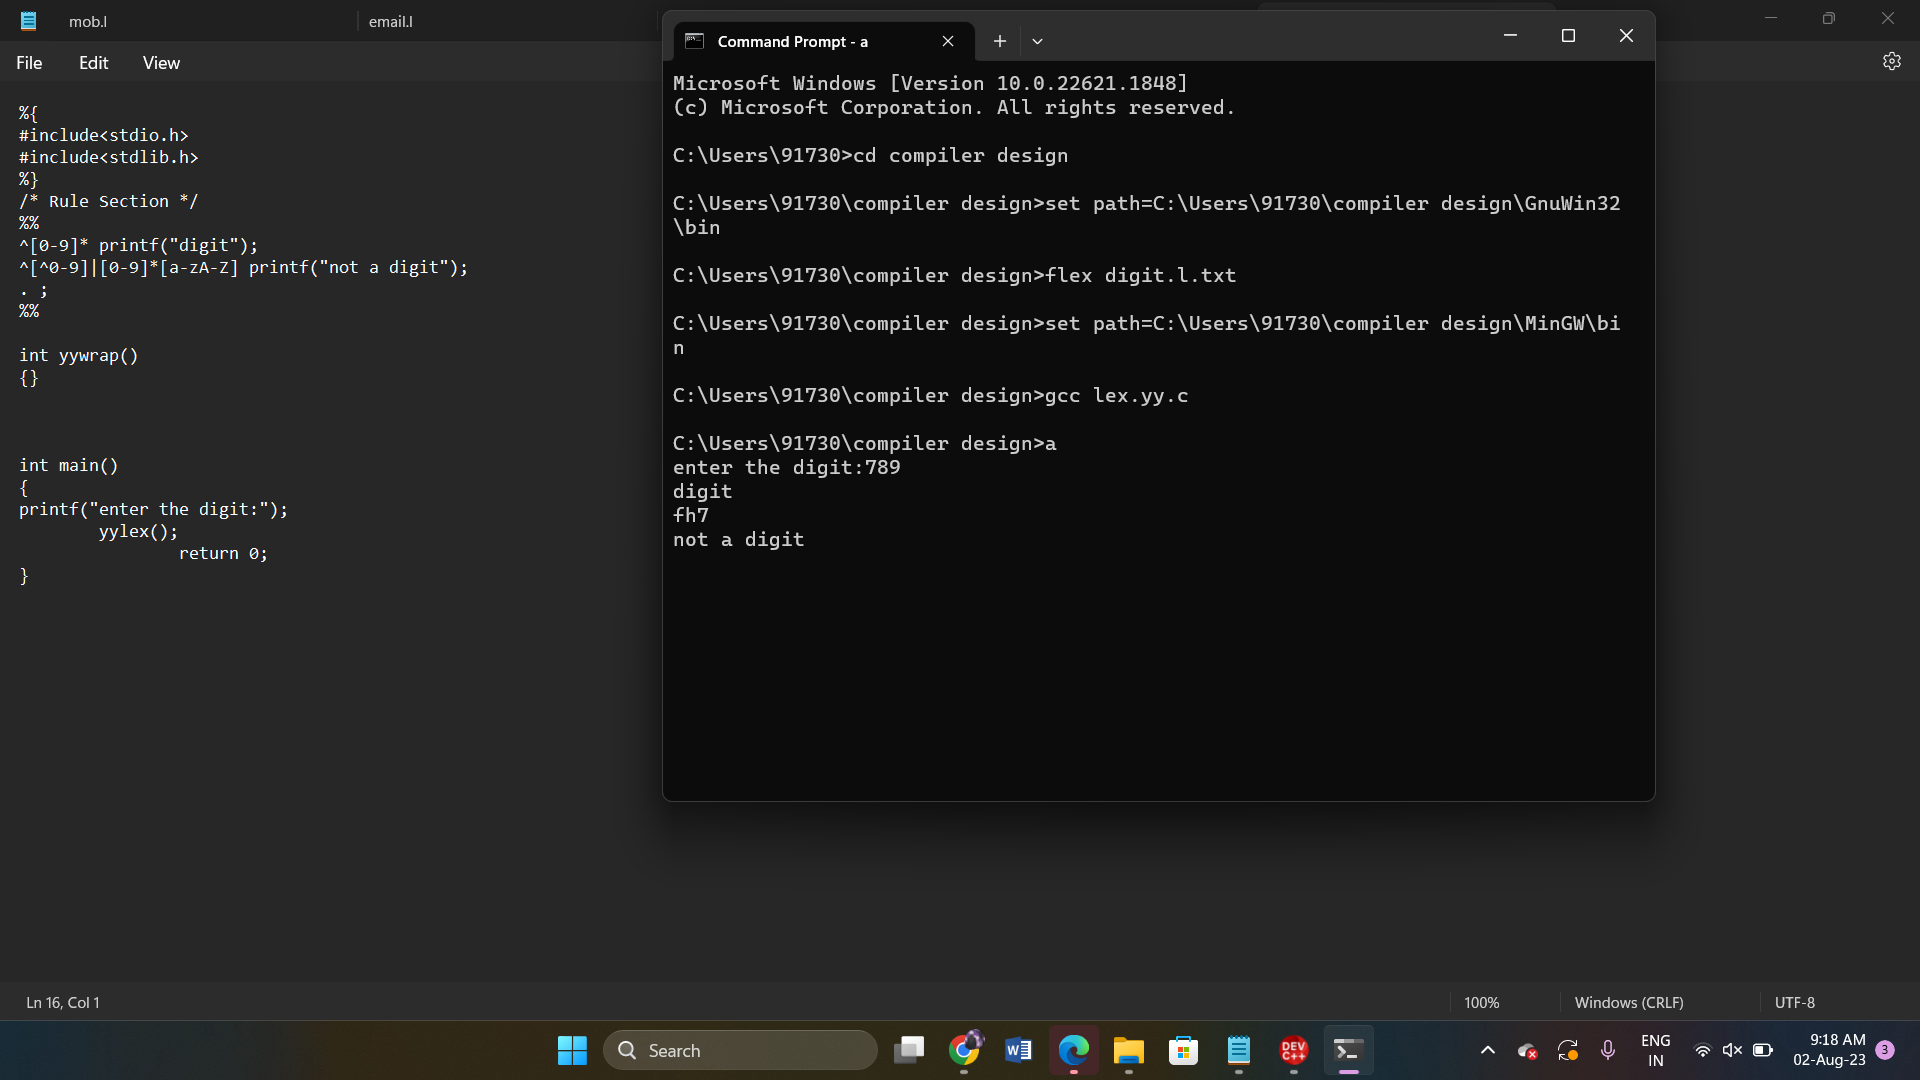 mob.l
email.l
File Edit View
%{
#include<stdio.h>
#include<stdlib.h>
%}
/* Rule Section */
%%
^[0-9]* printf("digit");
^[^0-9]|[0-9]*[a-zA-Z] printf("not a digit");
. ;
%%
int yywrap()
{}
int main()
{
printf("enter the digit:");
yylex();
return 0;
}
Command Prompt - a
Microsoft Windows [Version 10.0.22621.1848]
(c) Microsoft Corporation. All rights reserved.
C:\Users\91730>cd compiler design
C:\Users\91730\compiler design>set path=C:\Users\91730\compiler design\GnuWin32
\bin
C:\Users\91730\compiler design>flex digit.l.txt
C:\Users\91730\compiler design>set path=C:\Users\91730\compiler design\MinGW\bi
n
C:\Users\91730\compiler design>gcc lex.yy.c
C:\Users\91730\compiler design>a
enter the digit:789
digit
fh7
not a digit
Ln 16, Col 1
100%
Windows (CRLF)
UTF-8
Search
DEV
C++
ENG
IN
9:18 AM
02-Aug-23
3